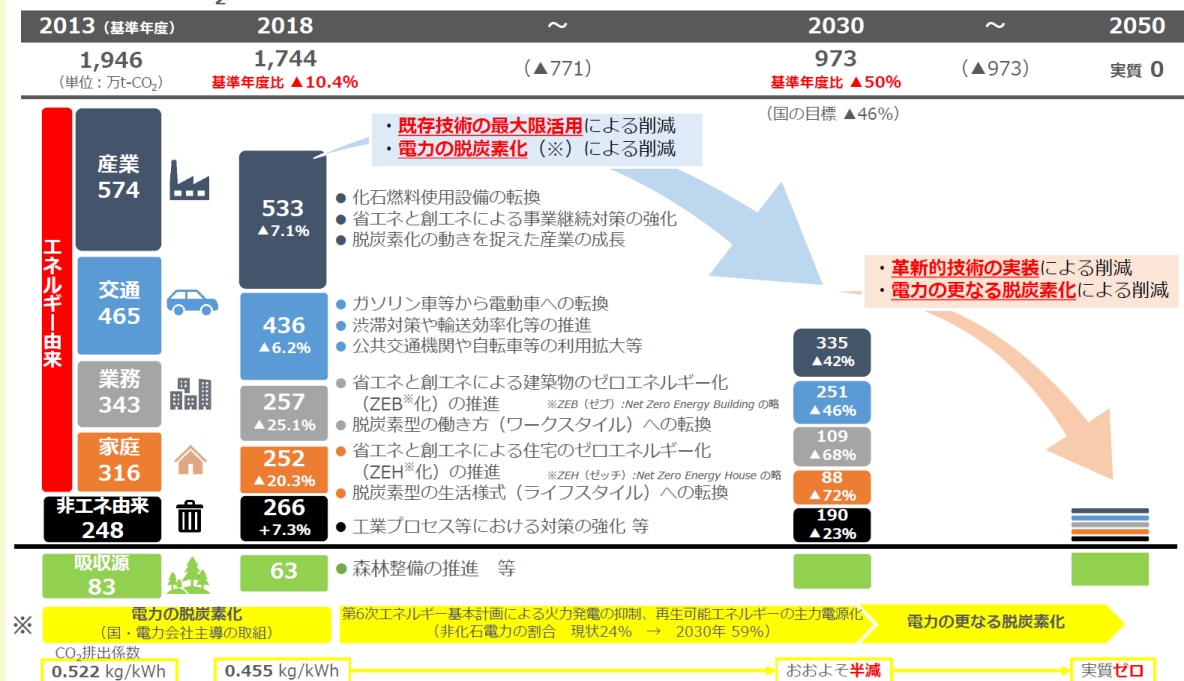 2
2013（基準年度）
2018
～
2030
～
2050
1,946
（単位：万t-CO2）
1,744
基準年度比 ▲10.4%
（▲771）
973
基準年度比 ▲50%
（▲973）
実質 0
（国の目標 ▲46%）
・既存技術の最大限活用による削減
・電力の脱炭素化（※）による削減
エネルギー由来
産業
574
533
▲7.1%
● 化石燃料使用設備の転換
● 省エネと創エネによる事業継続対策の強化
● 脱炭素化の動きを捉えた産業の成長
・革新的技術の実装による削減
・電力の更なる脱炭素化による削減
交通
465
436
▲6.2%
● ガソリン車等から電動車への転換
● 渋滞対策や輸送効率化等の推進
● 公共交通機関や自転車等の利用拡大等
335
▲42%
業務
343
257
▲25.1%
● 省エネと創エネによる建築物のゼロエネルギー化
（ZEB※化）の推進 ※ZEB（ゼブ）:Net Zero Energy Building の略
● 脱炭素型の働き方（ワークスタイル）への転換
251
▲46%
109
▲68%
家庭
316
252
▲20.3%
● 省エネと創エネによる住宅のゼロエネルギー化
（ZEH※化）の推進 ※ZEH（ゼッチ）:Net Zero Energy House の略
● 脱炭素型の生活様式（ライフスタイル）への転換
88
▲72%
非エネ由来
248
266
+7.3%
● 工業プロセス等における対策の強化 等
190
▲23%
吸収源
83
63
● 森林整備の推進 等
※
電力の脱炭素化
（国・電力会社主導の取組）
第6次エネルギー基本計画による火力発電の抑制、再生可能エネルギーの主力電源化
（非化石電力の割合 現状24% → 2030年 59%）
電力の更なる脱炭素化
CO2排出係数
0.522 kg/kWh
0.455 kg/kWh
おおよそ半減
実質ゼロ